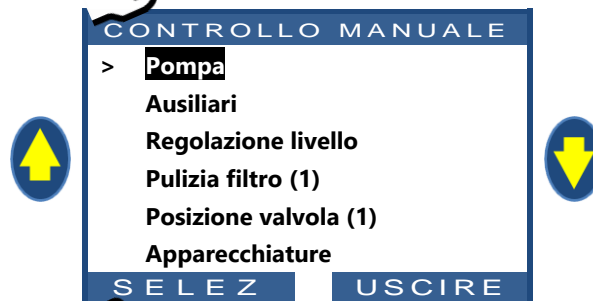 CONTROLLO MANUALE
> Pompa
Ausiliari
Regolazione livello
Pulizia filtro (1)
Posizione valvola (1)
Apparecchiature
SELEZ USCIRE